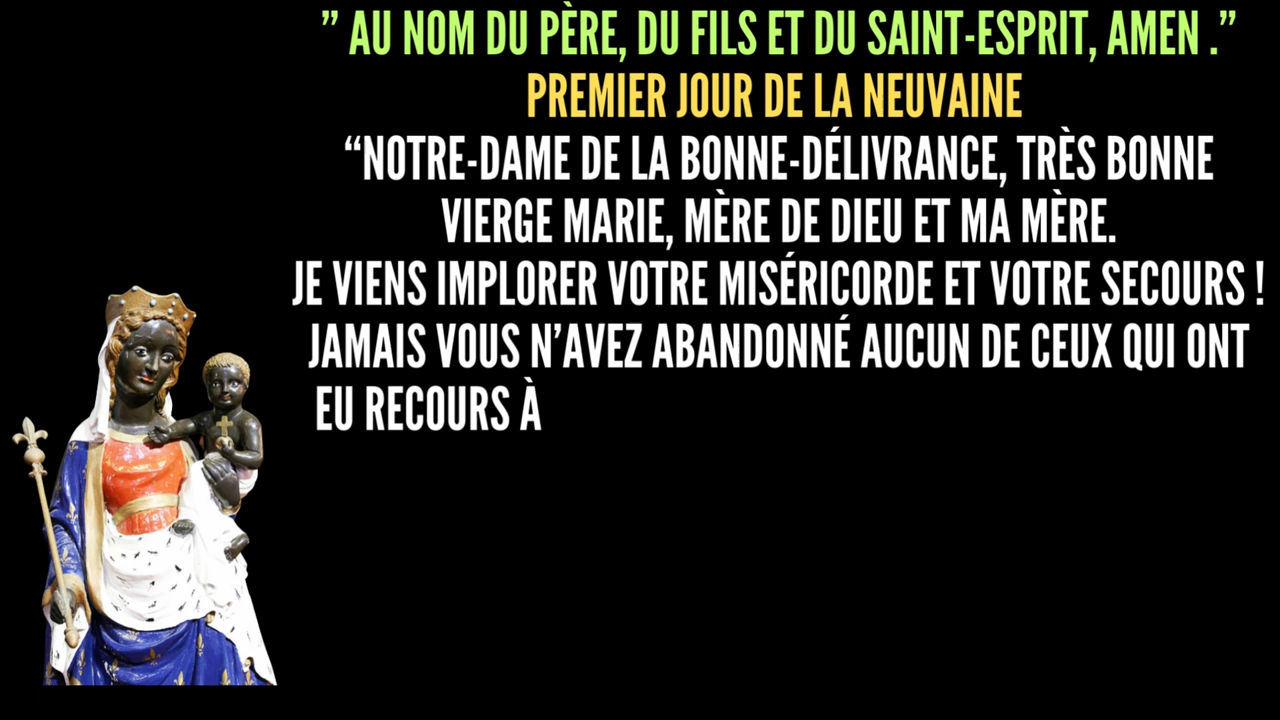 ” AU NOM DU PÈRE, DU FILS ET DU SAINT-ESPRIT, AMEN .”
PREMIER JOUR DE LA NEUVAINE
“NOTRE-DAME DE LA BONNE-DÉLIVRANCE, TRÈS BONNE
VIERGE MARIE, MÈRE DE DIEU ET MA MÈRE.
JE VIENS IMPLORER VOTRE MISÉRICORDE ET VOTRE SECOURS !
JAMAIS VOUS N’AVEZ ABANDONNÉ AUCUN DE CEUX QUI ONT
EU RECOURS À